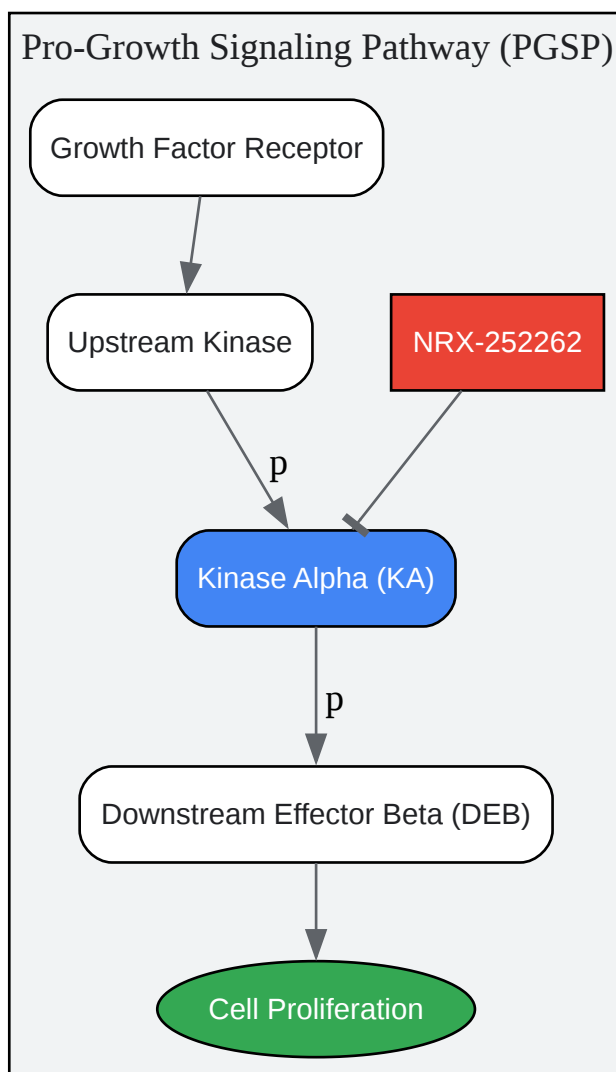 Pro-Growth Signaling Pathway (PGSP)
Growth Factor Receptor
Upstream Kinase
NRX-252262
p
Kinase Alpha (KA)
p
Downstream Effector Beta (DEB)
Cell Proliferation